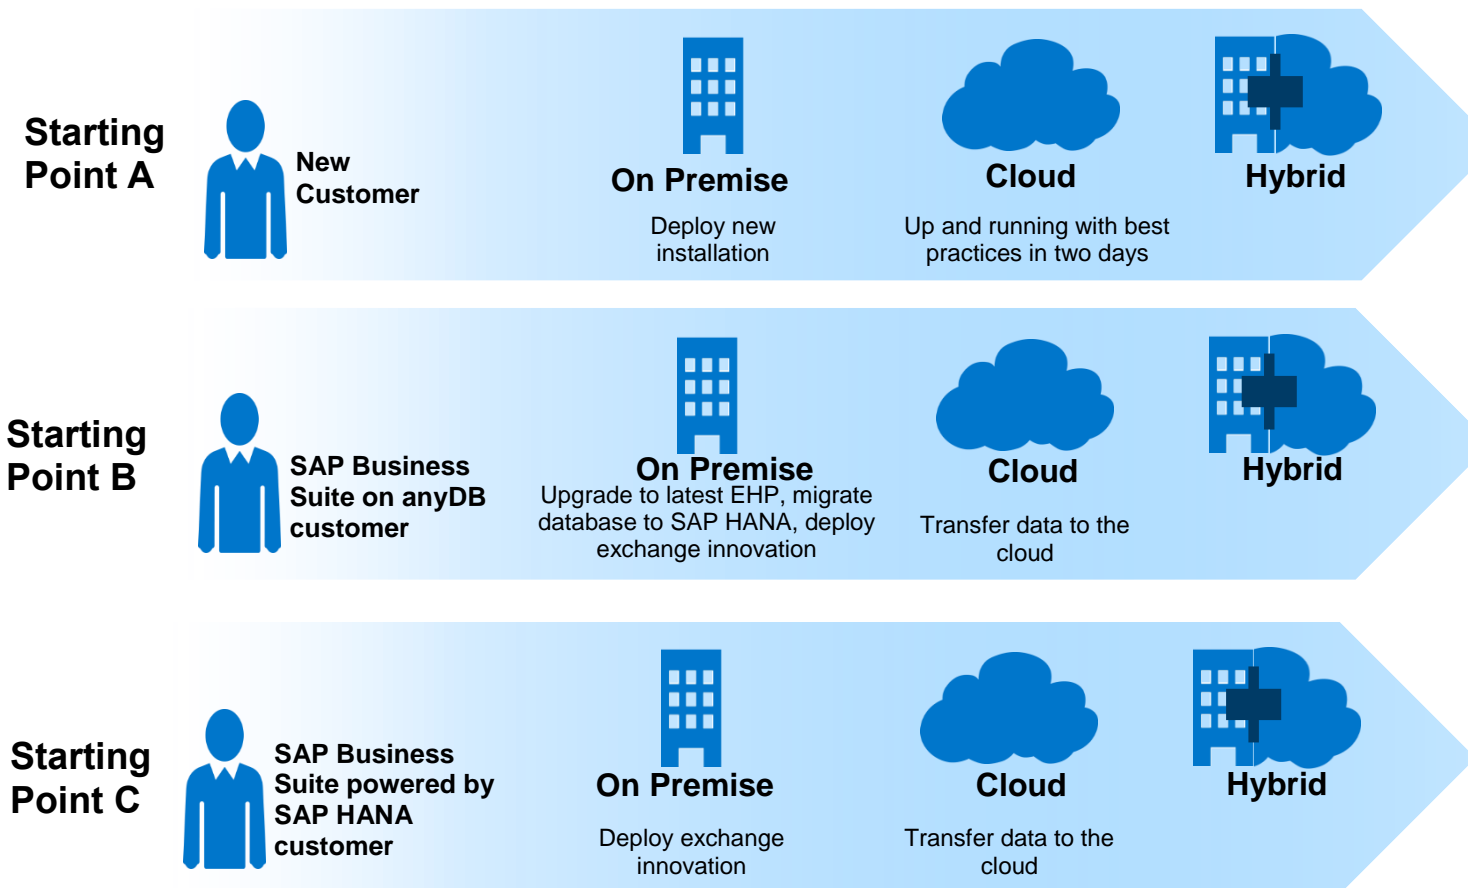 Starting
Point A
New
Customer
On Premise
Deploy new
installation
Cloud
Up and running with best
practices in two days
Hybrid
Starting
Point B
SAP Business
Suite on anyDB
customer
On Premise
Upgrade to latest EHP, migrate
database to SAP HANA, deploy
exchange innovation
Cloud
Transfer data to the
cloud
Hybrid
Starting
Point C
SAP Business
Suite powered by
SAP HANA
customer
On Premise
Deploy exchange
innovation
Cloud
Transfer data to the
cloud
Hybrid